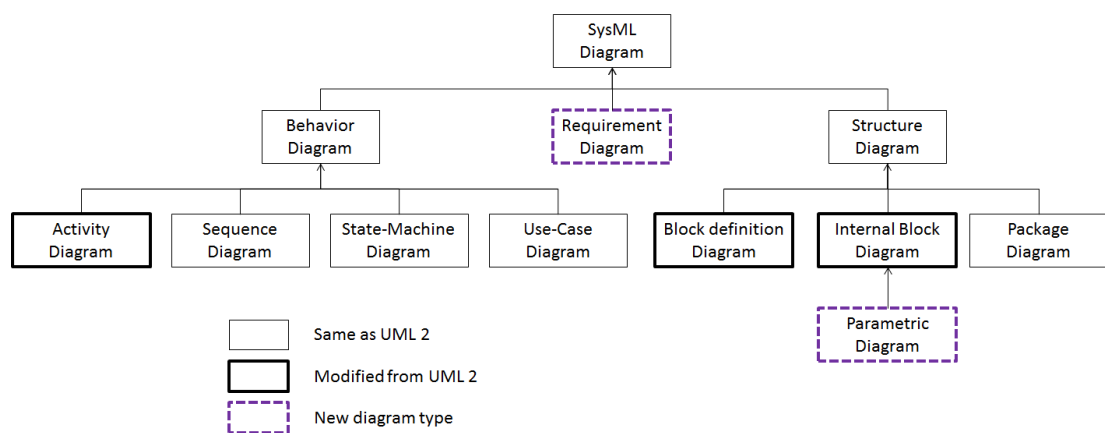 SysML
Diagram
Behavior
Diagram
Requirement
Diagram
Structure
Diagram
Activity
Diagram
Sequence
Diagram
State-Machine
Diagram
Use-Case
Diagram
Block definition
Diagram
Internal Block
Diagram
Package
Diagram
Parametric
Diagram
Same as UML 2
Modified from UML 2
New diagram type